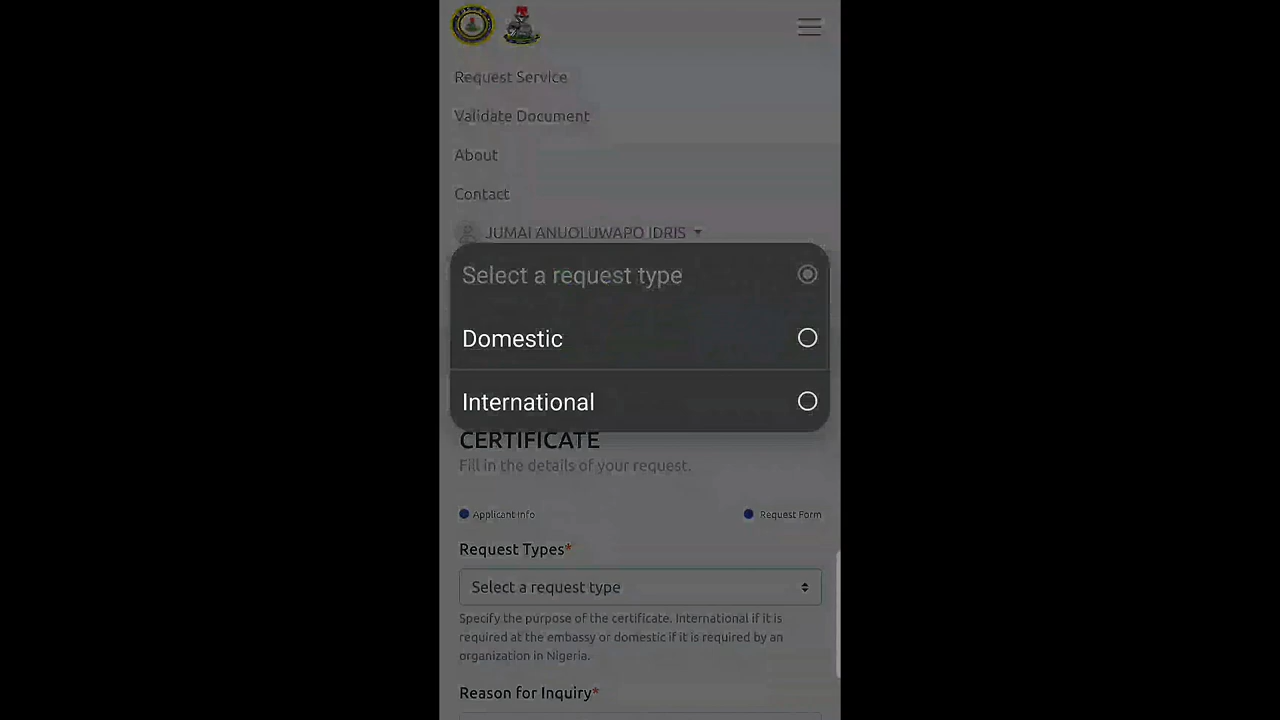 Request Service
Validate Document
About
Contact
JUMAI ANUOLUWAPO IDRIS
Select a request type
Domestic
International
CERTIFICATE
Fill in the details of your request.
Applicant Info
Request Form
Request Types*
Select a request type
Specify the purpose of the certificate. International if it is
required at the embassy or domestic if it is required by an
organization in Nigeria.
Reason for Inquiry*